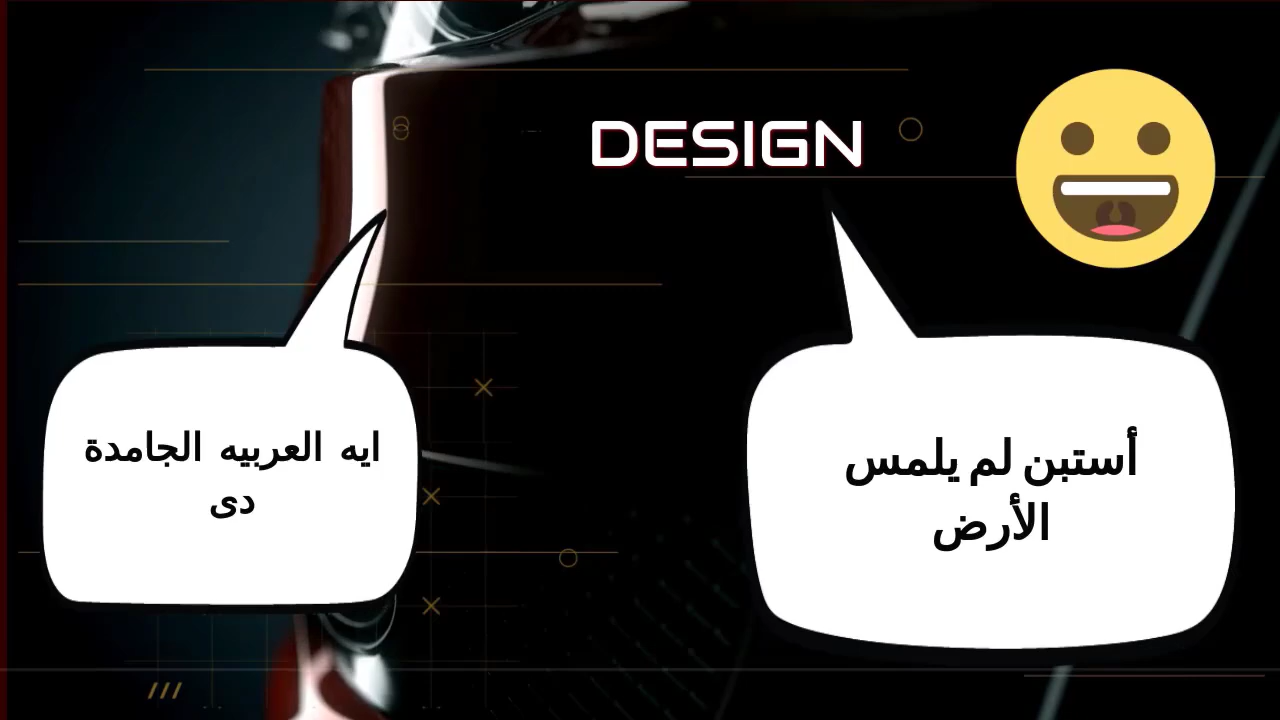 DESIGN
أستبن لم يلمس
الأرض
ايه العربيه الجامدة
دى